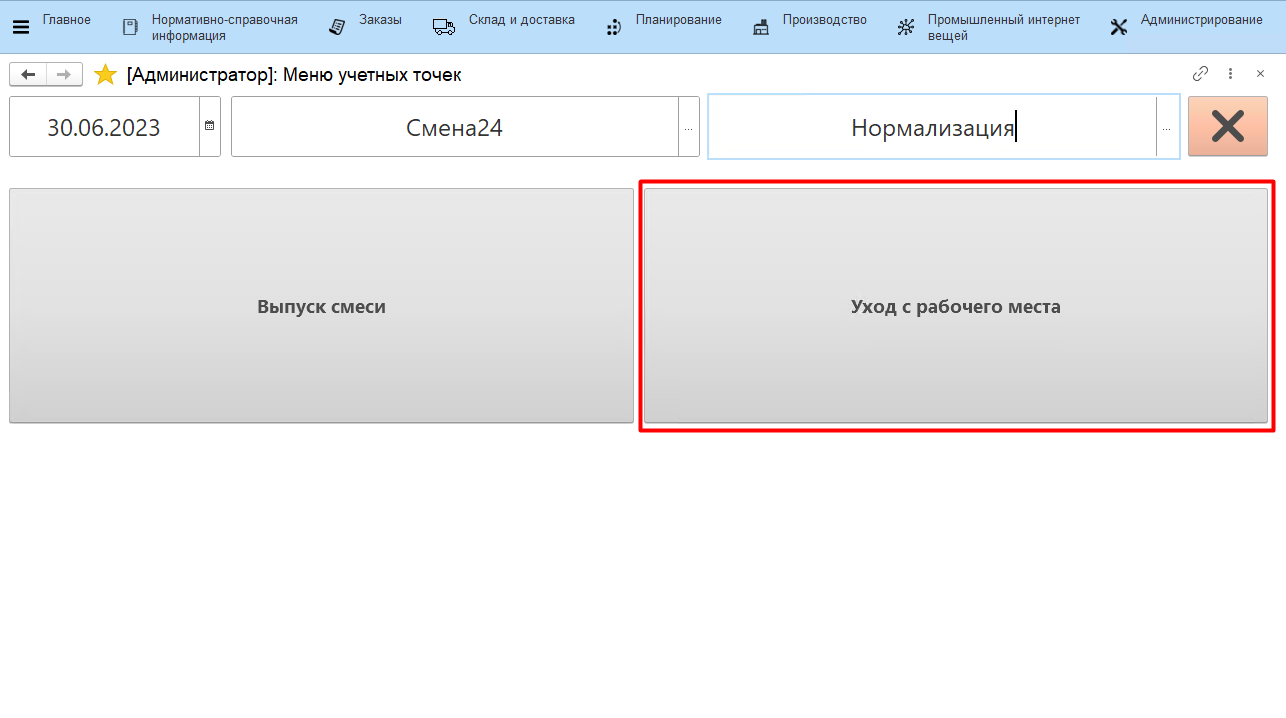 Главное
Нормативно-справочная
информация
Заказы
Склад и доставка
Планирование
Производство
Промышленный интернет
вещей
Администрирование
[Администратор]: Меню учетных точек
30.06.2023
Смена24
...
Нормализация
...
Выпуск смеси
Уход с рабочего места